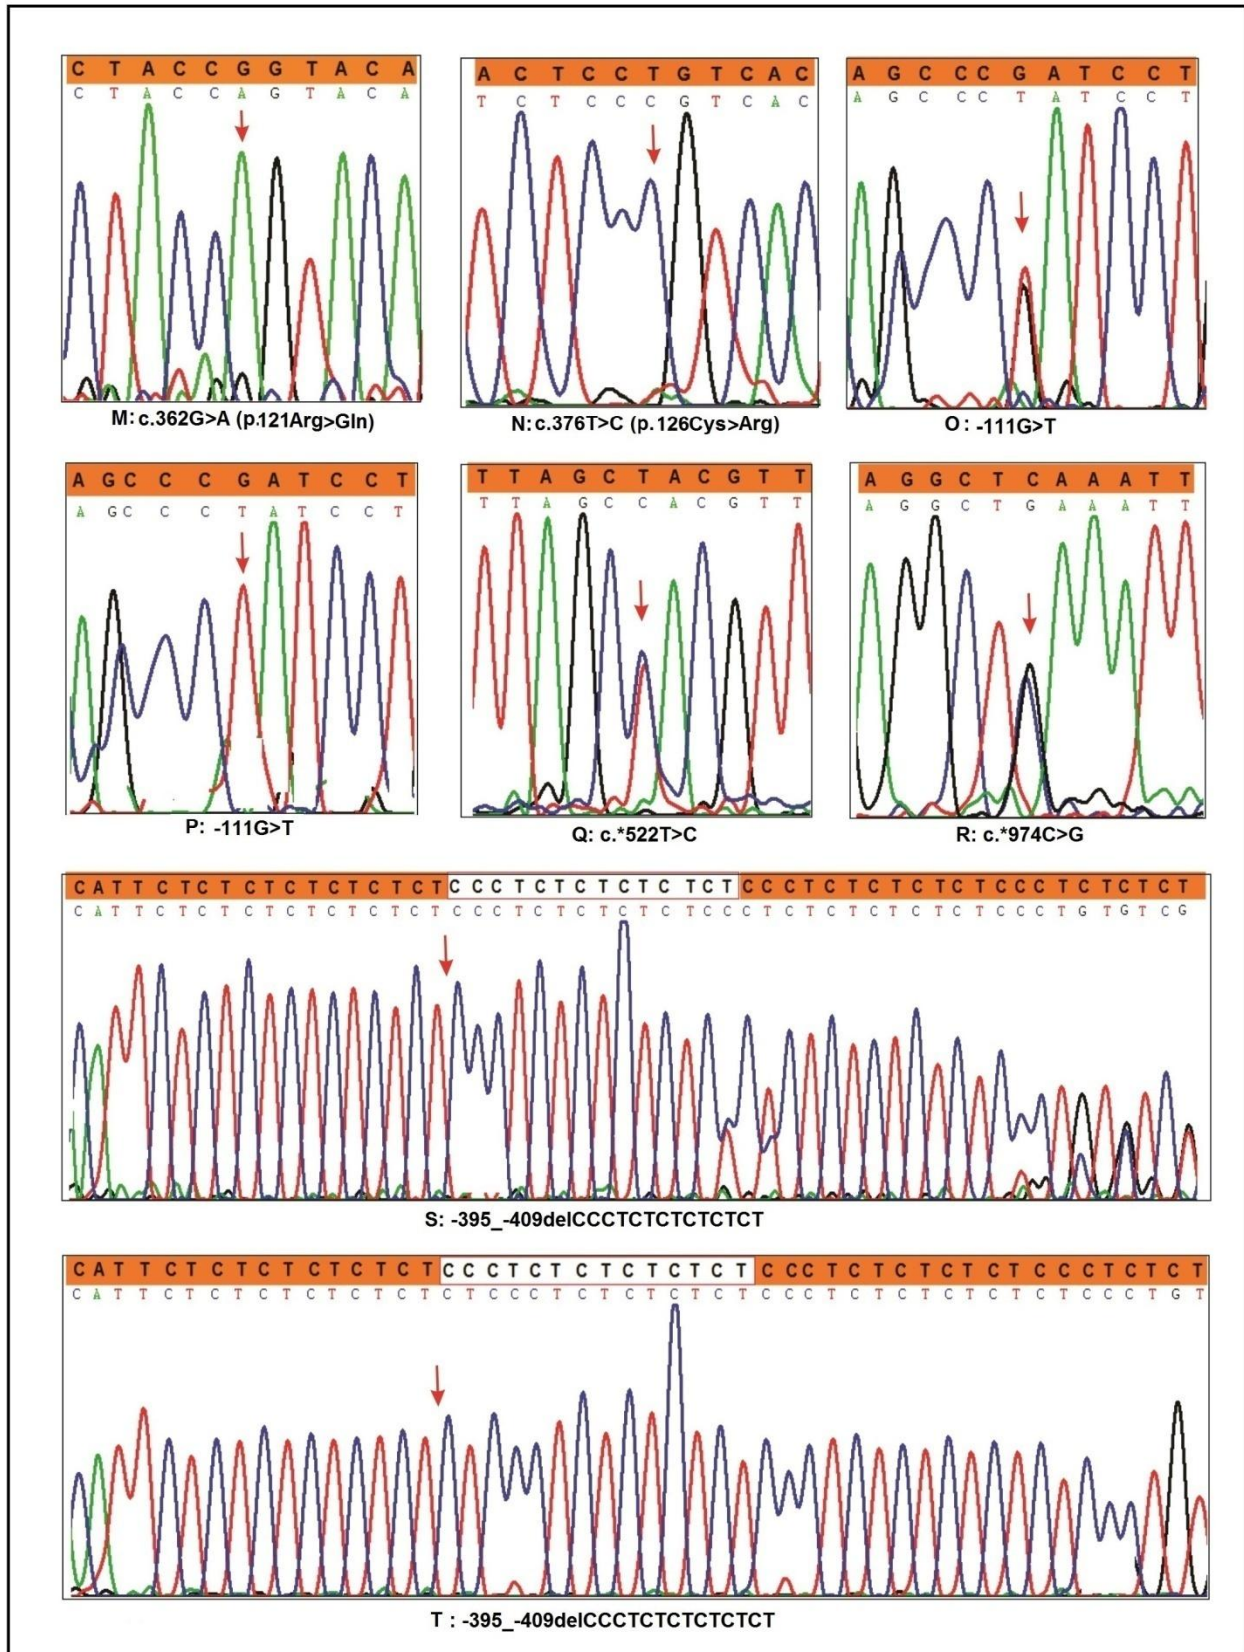 C T A C C G G T A C A
C T A C C A G T A C A
M: c.362G>A (p.121Arg>Gln)
A C T C C T G T C A C
T C T C C C G T C A C
N: c.376T>C (p.126Cys>Arg)
A G C C C G A T C C T
A G C C C T A T C C T
O: -111G>T
A G C C C G A T C C T
A G C C C T A T C C T
P: -111G>T
T T A G C T A C G T T
T T A G C C A C G T T
Q: c.*522T>C
A G G C T C A A A T T
A G G C T G A A A T T
R: c.*974C>G
C A T T C T C T C T C T C T C T C T C C C T C T C T C T C T C T C C C T C T C T C T C T C C C T C T C T C T
C A T T C T C T C T C T C T C T C T C C C T C T C T C T C T C C C T C T C T C T C T C C C T G T G T C G
S: -395_-409delCCCTCTCTCTCTCT
C A T T C T C T C T C T C T C T C C C T C T C T C T C T C T C C C T C T C T C T C T C C C T C T C T
C A T T C T C T C T C T C T C T C T C C C T C T C T C T C T C C C T C T C T C T C T C T C C C T G T
T : -395_-409delCCCTCTCTCTCTCT